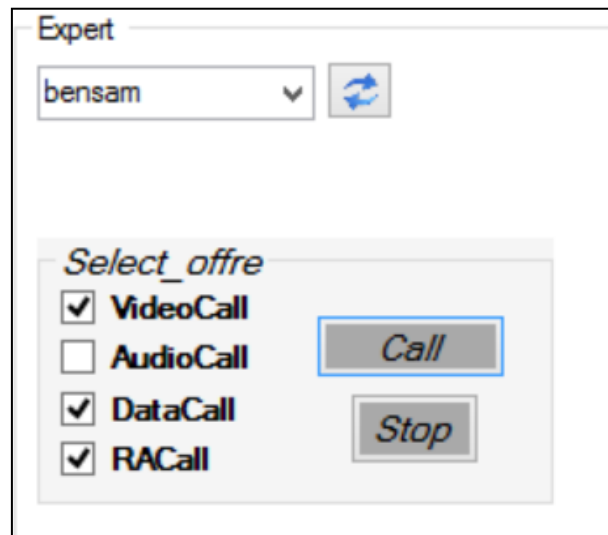 Expert
bensam
Select_offre
VideoCall
AudioCall
Call
DataCall
Stop
RACall